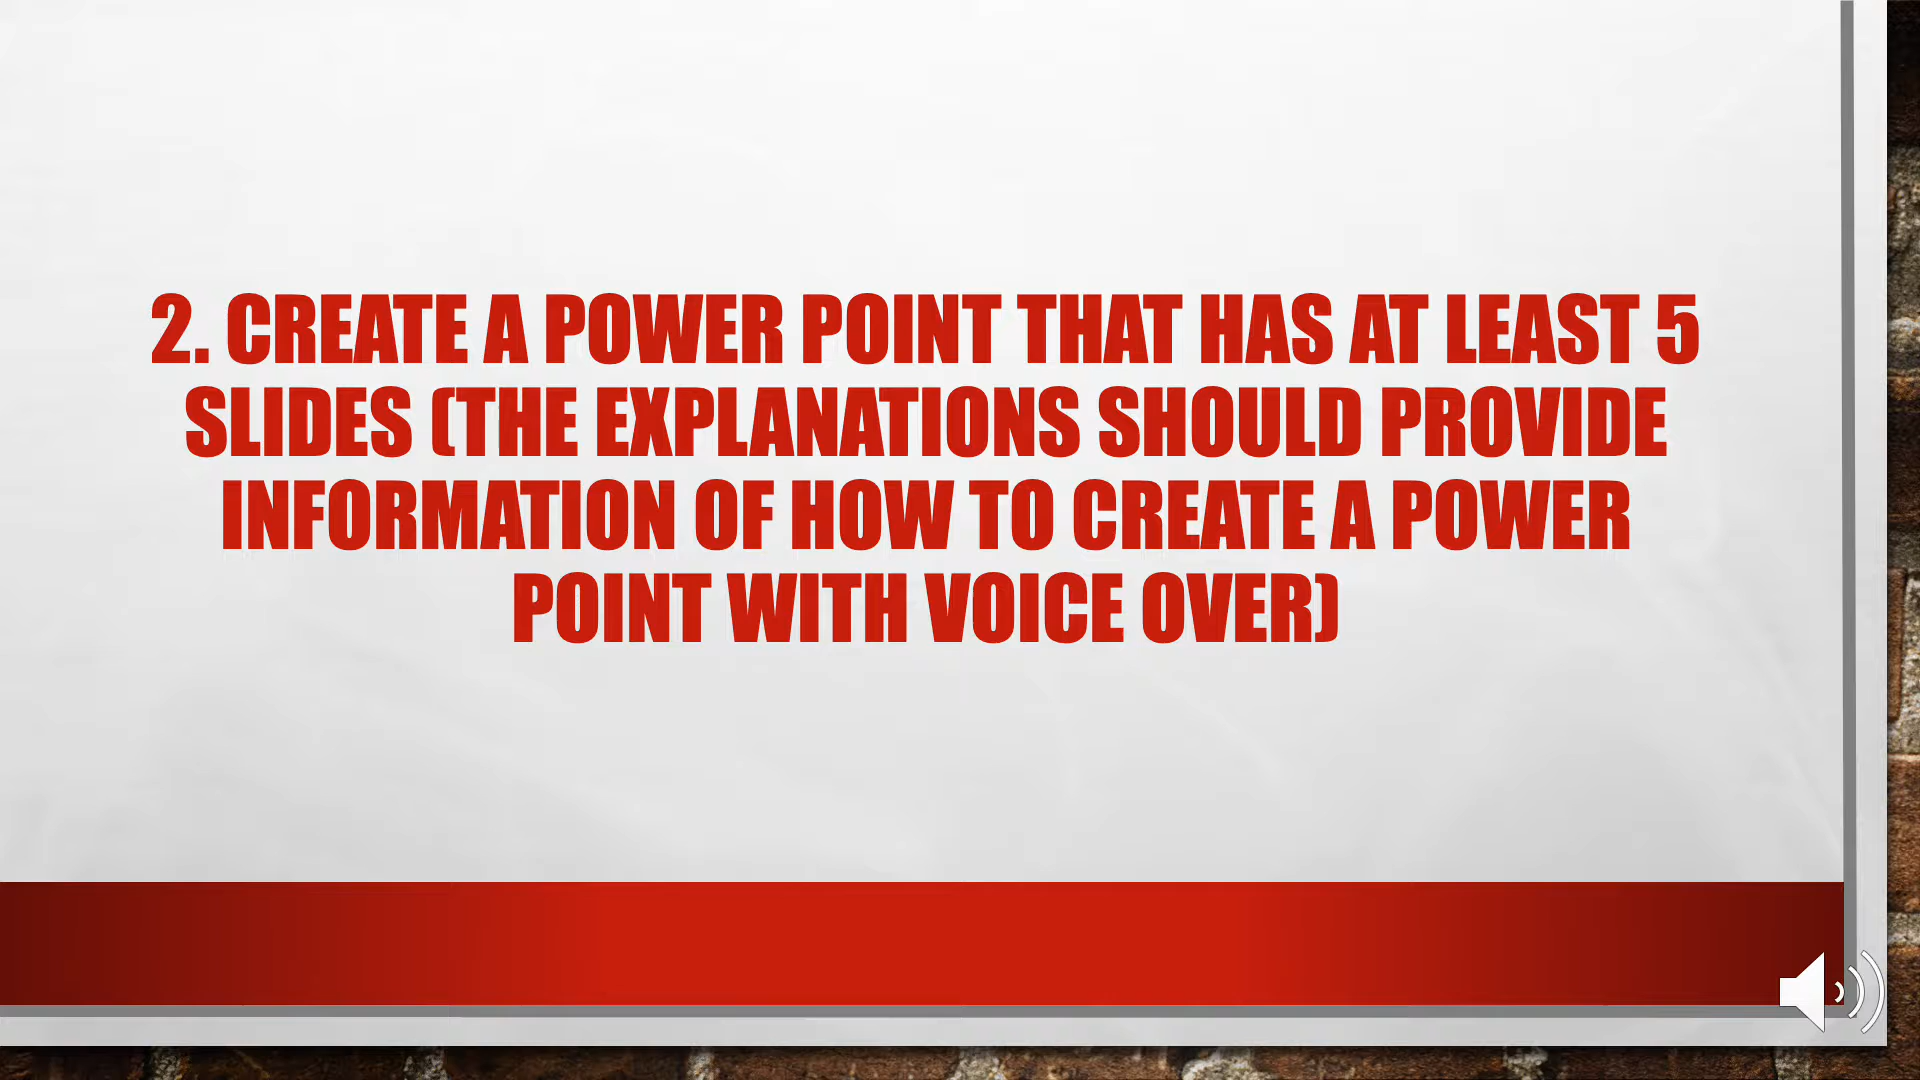 2. CREATE A POWER POINT THAT HAS AT LEAST 5
SLIDES (THE EXPLANATIONS SHOULD PROVIDE
INFORMATION OF HOW TO CREATE A POWER
POINT WITH VOICE OVER)